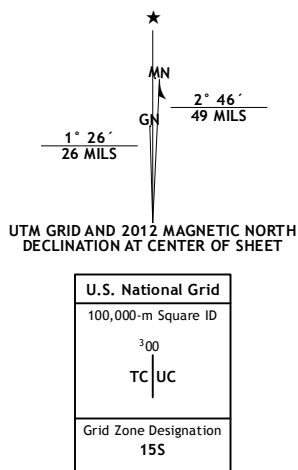 ★
MN
GN
2° 46´
49 MILS
1° 26´
26 MILS
UTM GRID AND 2012 MAGNETIC NORTH
DECLINATION AT CENTER OF SHEET
U.S. National Grid
100,000-m Square ID
³00
TC UC
Grid Zone Designation
15S